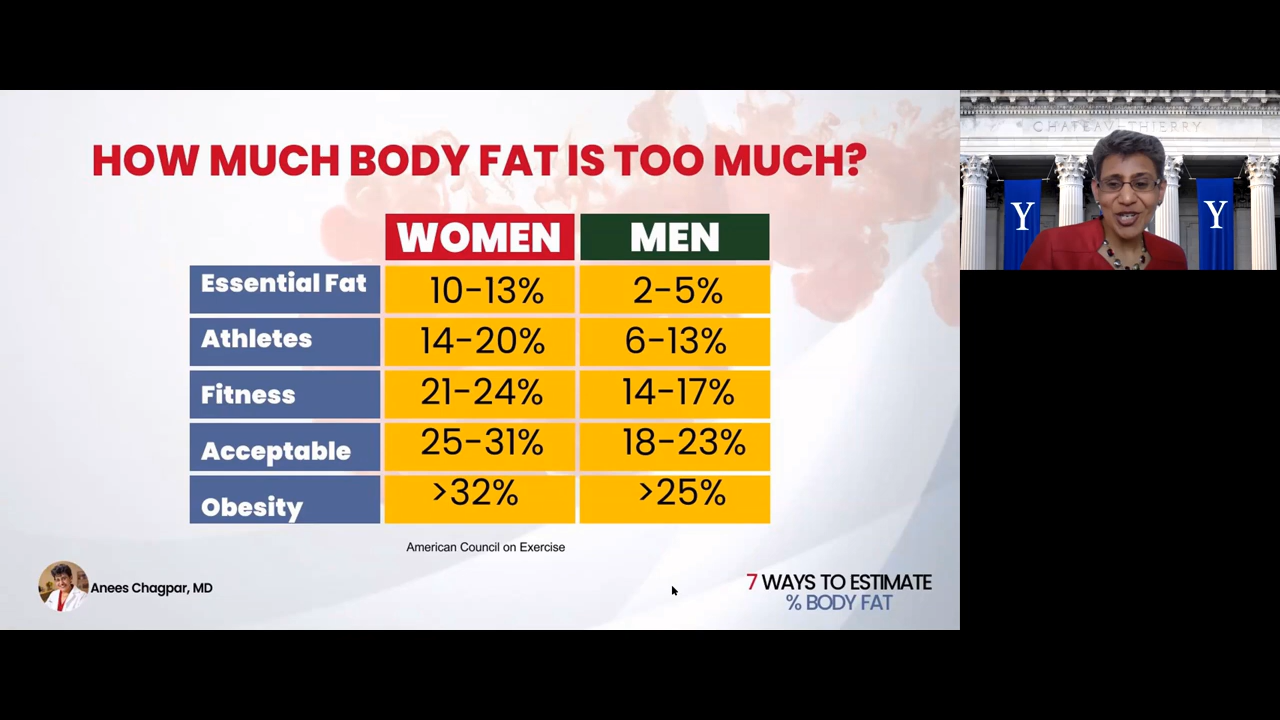 HOW MUCH BODY FAT IS TOO MUCH?
WOMEN MEN
Essential Fat 10-13% 2-5%
Athletes 14-20% 6-13%
Fitness 21-24% 14-17%
Acceptable 25-31% 18-23%
Obesity >32% >25%
American Council on Exercise
Anees Chagpar, MD
7 WAYS TO ESTIMATE
% BODY FAT
CHATEAV-THIERRY
Y Y